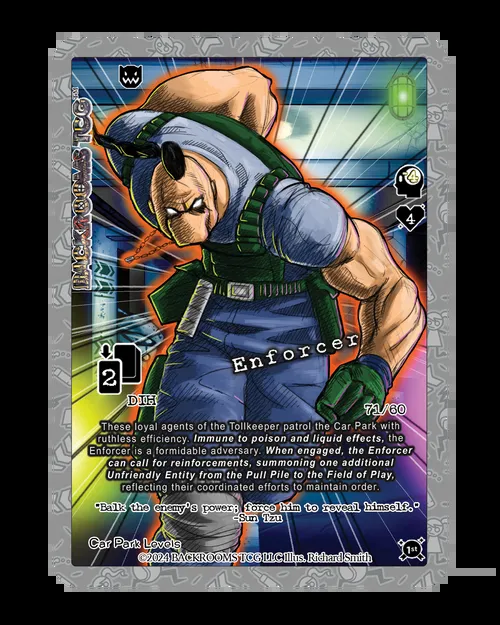 BACKROOMS TCG™
4
4
Enforcer
2
DIH
71/60
These loyal agents of the Tollkeeper patrol the Car Park with
ruthless efficiency. Immune to poison and liquid effects, the
Enforcer is a formidable adversary. When engaged, the Enforcer
can call for reinforcements, summoning one additional
Unfriendly Entity from the Pull Pile to the Field of Play,
reflecting their coordinated efforts to maintain order.
"Balk the enemy's power; force him to reveal himself."
-Sun Tzu
Car Park Levels
©2024 BACKROOMS TCG LLC Illus. Richard Smith
1st